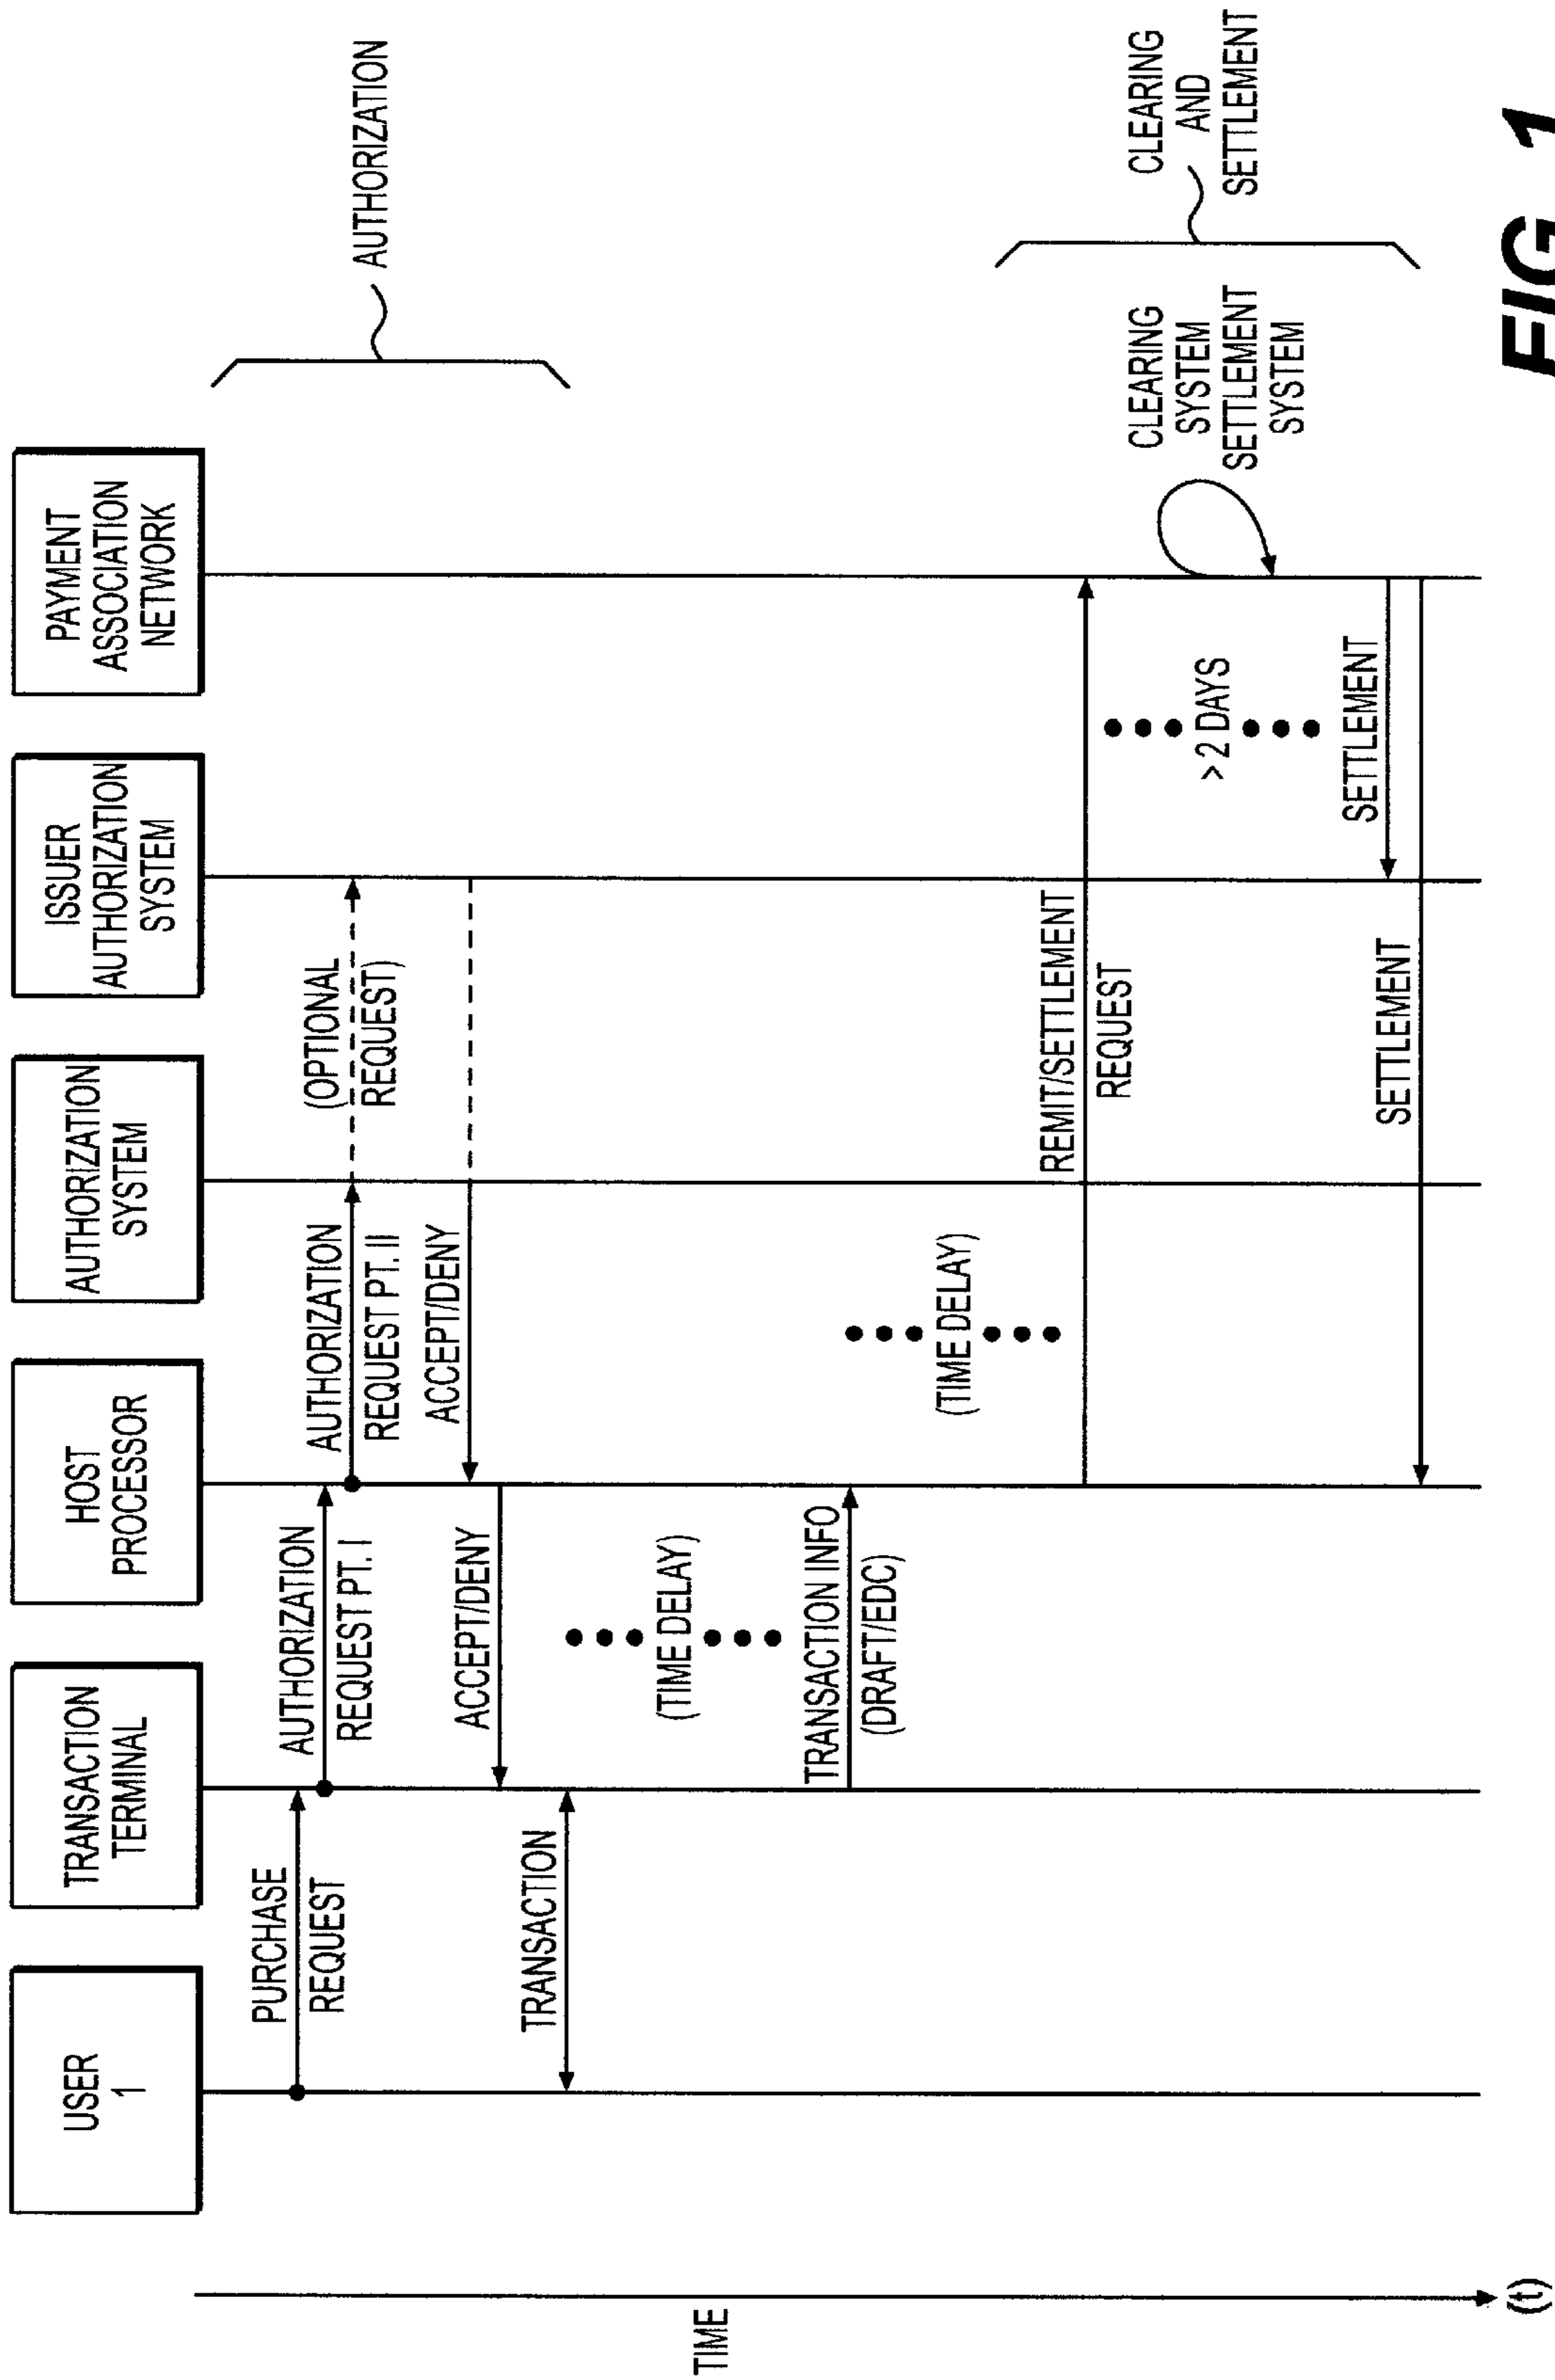 USER
1
TRANSACTION
TERMINAL
HOST
PROCESSOR
AUTHORIZATION
SYSTEM
ISSUER
AUTHORIZATION
SYSTEM
PAYMENT
ASSOCIATION
NETWORK
AUTHORIZATION
PURCHASE
REQUEST
AUTHORIZATION
REQUEST PT. I
AUTHORIZATION
REQUEST PT. II
(OPTIONAL
REQUEST)
ACCEPT/DENY
ACCEPT/DENY
TRANSACTION
(TIME DELAY)
TRANSACTION INFO
(DRAFT/EDC)
(TIME DELAY)
REMIT/SETTLEMENT
REQUEST
> 2 DAYS
CLEARING
SYSTEM
SETTLEMENT
SYSTEM
CLEARING
AND
SETTLEMENT
SETTLEMENT
SETTLEMENT
TIME
(t)
FIG. 1